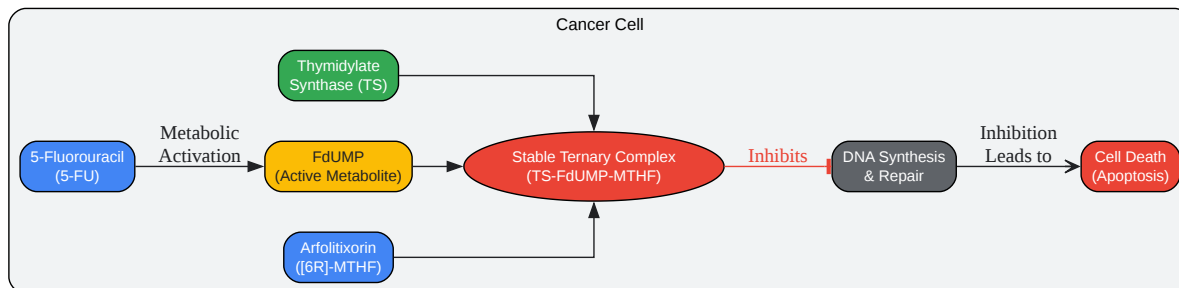 Cancer Cell
Thymidylate
Synthase (TS)
5-Fluorouracil
(5-FU)
Metabolic
Activation
FdUMP
(Active Metabolite)
Stable Ternary Complex
(TS-FdUMP-MTHF)
Inhibits
DNA Synthesis
& Repair
Inhibition
Leads to
Cell Death
(Apoptosis)
Arfolitixorin
([6R]-MTHF)